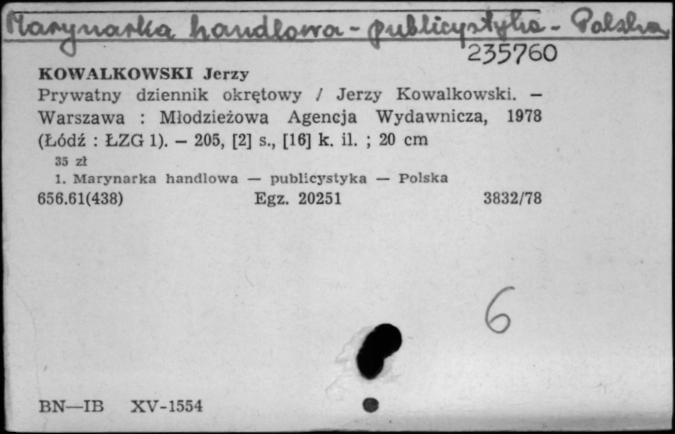 Marynarka handlowa - publicystyka - Polska
235760
KOWALKOWSKI Jerzy
Prywatny dziennik okrętowy / Jerzy Kowalkowski. —
Warszawa : Młodzieżowa Agencja Wydawnicza, 1978
(Łódź : ŁZG 1). — 205, [2] s., [16] k. il. ; 20 cm
35 zł
1. Marynarka handlowa — publicystyka — Polska
656.61(438) Egz. 20251 3832/78
6
BN—IB XV-1554